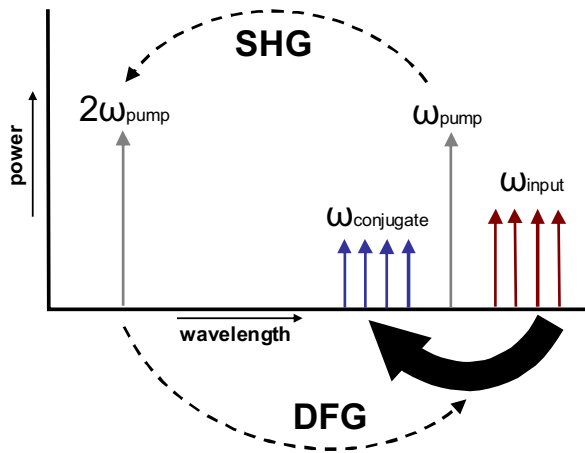 SHG
2ωpump
ωpump
power
ωinput
ωconjugate
wavelength
DFG